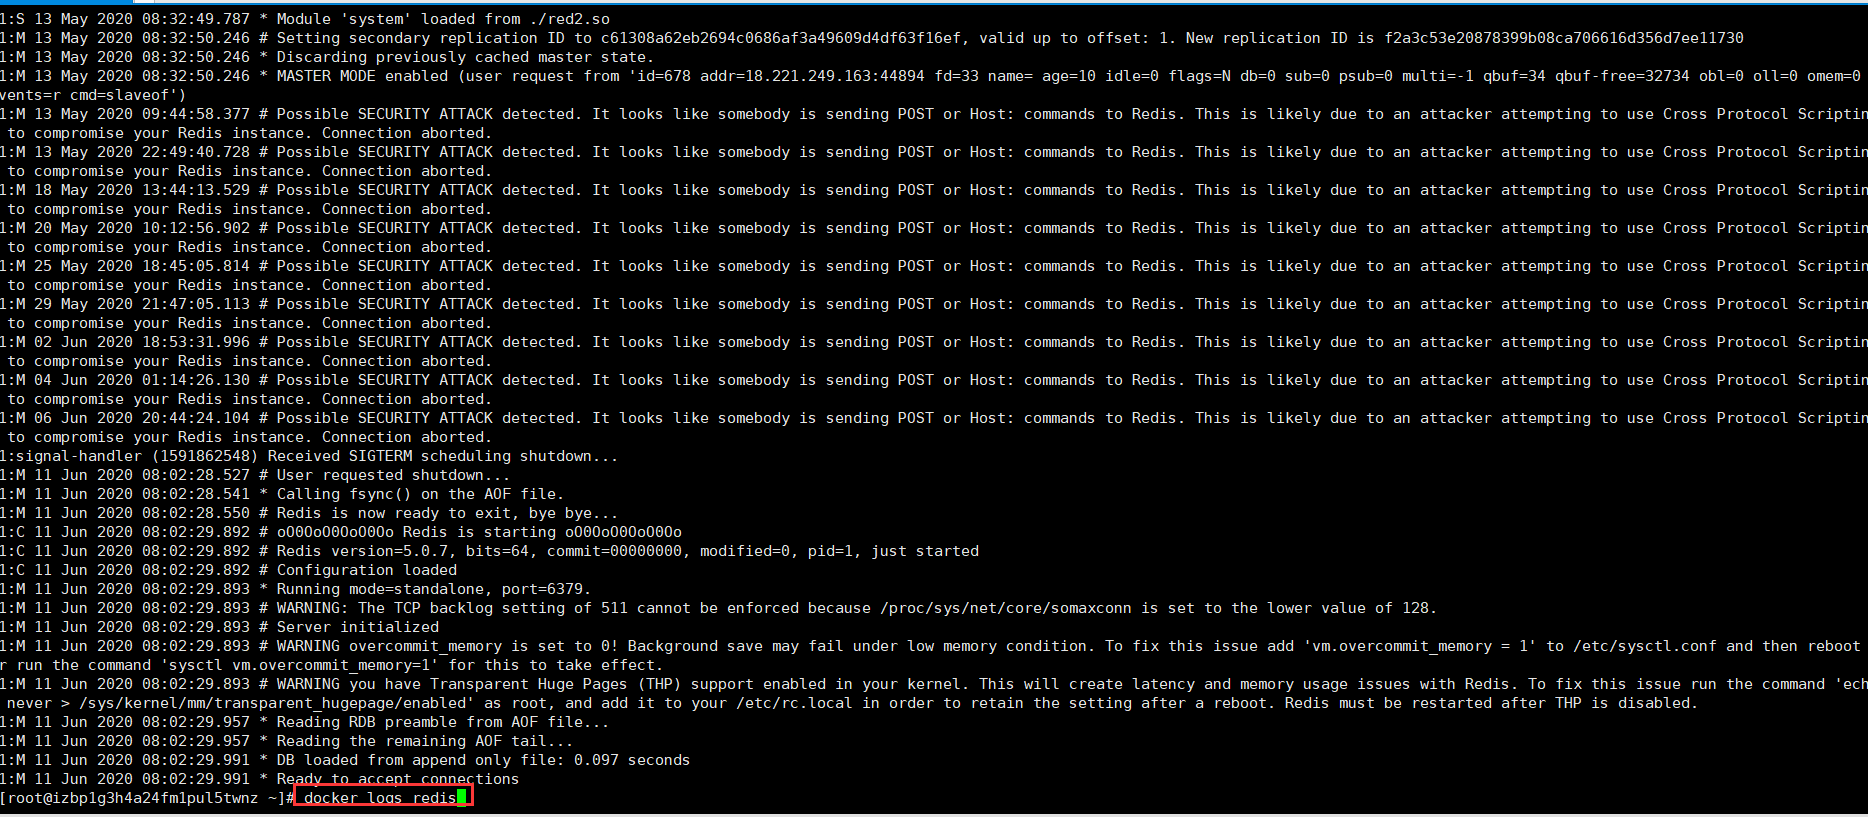 1:S 13 May 2020 08:32:49.787 * Module 'system' loaded from ./red2.so
1:M 13 May 2020 08:32:50.246 # Setting secondary replication ID to c61308a62eb2694c0686af3a49609d4df63f16ef, valid up to offset: 1. New replication ID is f2a3c53e20878399b08ca706616d356d7ee11730
1:M 13 May 2020 08:32:50.246 * Discarding previously cached master state.
1:M 13 May 2020 08:32:50.246 * MASTER MODE enabled (user request from 'id=678 addr=18.221.249.163:44894 fd=33 name= age=10 idle=0 flags=N db=0 sub=0 psub=0 multi=-1 qbuf=34 qbuf-free=32734 obl=0 oll=0 omem=0
vents=r cmd=slaveof')
1:M 13 May 2020 09:44:58.377 # Possible SECURITY ATTACK detected. It looks like somebody is sending POST or Host: commands to Redis. This is likely due to an attacker attempting to use Cross Protocol Scriptin
to compromise your Redis instance. Connection aborted.
1:M 13 May 2020 22:49:40.728 # Possible SECURITY ATTACK detected. It looks like somebody is sending POST or Host: commands to Redis. This is likely due to an attacker attempting to use Cross Protocol Scriptin
to compromise your Redis instance. Connection aborted.
1:M 18 May 2020 13:44:13.529 # Possible SECURITY ATTACK detected. It looks like somebody is sending POST or Host: commands to Redis. This is likely due to an attacker attempting to use Cross Protocol Scriptin
to compromise your Redis instance. Connection aborted.
1:M 20 May 2020 10:12:56.902 # Possible SECURITY ATTACK detected. It looks like somebody is sending POST or Host: commands to Redis. This is likely due to an attacker attempting to use Cross Protocol Scriptin
to compromise your Redis instance. Connection aborted.
1:M 25 May 2020 18:45:05.814 # Possible SECURITY ATTACK detected. It looks like somebody is sending POST or Host: commands to Redis. This is likely due to an attacker attempting to use Cross Protocol Scriptin
to compromise your Redis instance. Connection aborted.
1:M 29 May 2020 21:47:05.113 # Possible SECURITY ATTACK detected. It looks like somebody is sending POST or Host: commands to Redis. This is likely due to an attacker attempting to use Cross Protocol Scriptin
to compromise your Redis instance. Connection aborted.
1:M 02 Jun 2020 18:53:31.996 # Possible SECURITY ATTACK detected. It looks like somebody is sending POST or Host: commands to Redis. This is likely due to an attacker attempting to use Cross Protocol Scriptin
to compromise your Redis instance. Connection aborted.
1:M 04 Jun 2020 01:14:26.130 # Possible SECURITY ATTACK detected. It looks like somebody is sending POST or Host: commands to Redis. This is likely due to an attacker attempting to use Cross Protocol Scriptin
to compromise your Redis instance. Connection aborted.
1:M 06 Jun 2020 20:44:24.104 # Possible SECURITY ATTACK detected. It looks like somebody is sending POST or Host: commands to Redis. This is likely due to an attacker attempting to use Cross Protocol Scriptin
to compromise your Redis instance. Connection aborted.
1:signal-handler (1591862548) Received SIGTERM scheduling shutdown...
1:M 11 Jun 2020 08:02:28.527 # User requested shutdown...
1:M 11 Jun 2020 08:02:28.541 * Calling fsync() on the AOF file.
1:M 11 Jun 2020 08:02:28.550 # Redis is now ready to exit, bye bye...
1:C 11 Jun 2020 08:02:29.892 # oO0OoO0OoO0Oo Redis is starting oO0OoO0OoO0Oo
1:C 11 Jun 2020 08:02:29.892 # Redis version=5.0.7, bits=64, commit=00000000, modified=0, pid=1, just started
1:C 11 Jun 2020 08:02:29.892 # Configuration loaded
1:M 11 Jun 2020 08:02:29.893 * Running mode=standalone, port=6379.
1:M 11 Jun 2020 08:02:29.893 # WARNING: The TCP backlog setting of 511 cannot be enforced because /proc/sys/net/core/somaxconn is set to the lower value of 128.
1:M 11 Jun 2020 08:02:29.893 # Server initialized
1:M 11 Jun 2020 08:02:29.893 # WARNING overcommit_memory is set to 0! Background save may fail under low memory condition. To fix this issue add 'vm.overcommit_memory = 1' to /etc/sysctl.conf and then reboot
r run the command 'sysctl vm.overcommit_memory=1' for this to take effect.
1:M 11 Jun 2020 08:02:29.893 # WARNING you have Transparent Huge Pages (THP) support enabled in your kernel. This will create latency and memory usage issues with Redis. To fix this issue run the command 'ech
never > /sys/kernel/mm/transparent_hugepage/enabled' as root, and add it to your /etc/rc.local in order to retain the setting after a reboot. Redis must be restarted after THP is disabled.
1:M 11 Jun 2020 08:02:29.957 * Reading RDB preamble from AOF file...
1:M 11 Jun 2020 08:02:29.957 * Reading the remaining AOF tail...
1:M 11 Jun 2020 08:02:29.991 * DB loaded from append only file: 0.097 seconds
1:M 11 Jun 2020 08:02:29.991 * Ready to accept connections
[root@izbp1g3h4a24fm1pul5twnz ~]# docker logs redis